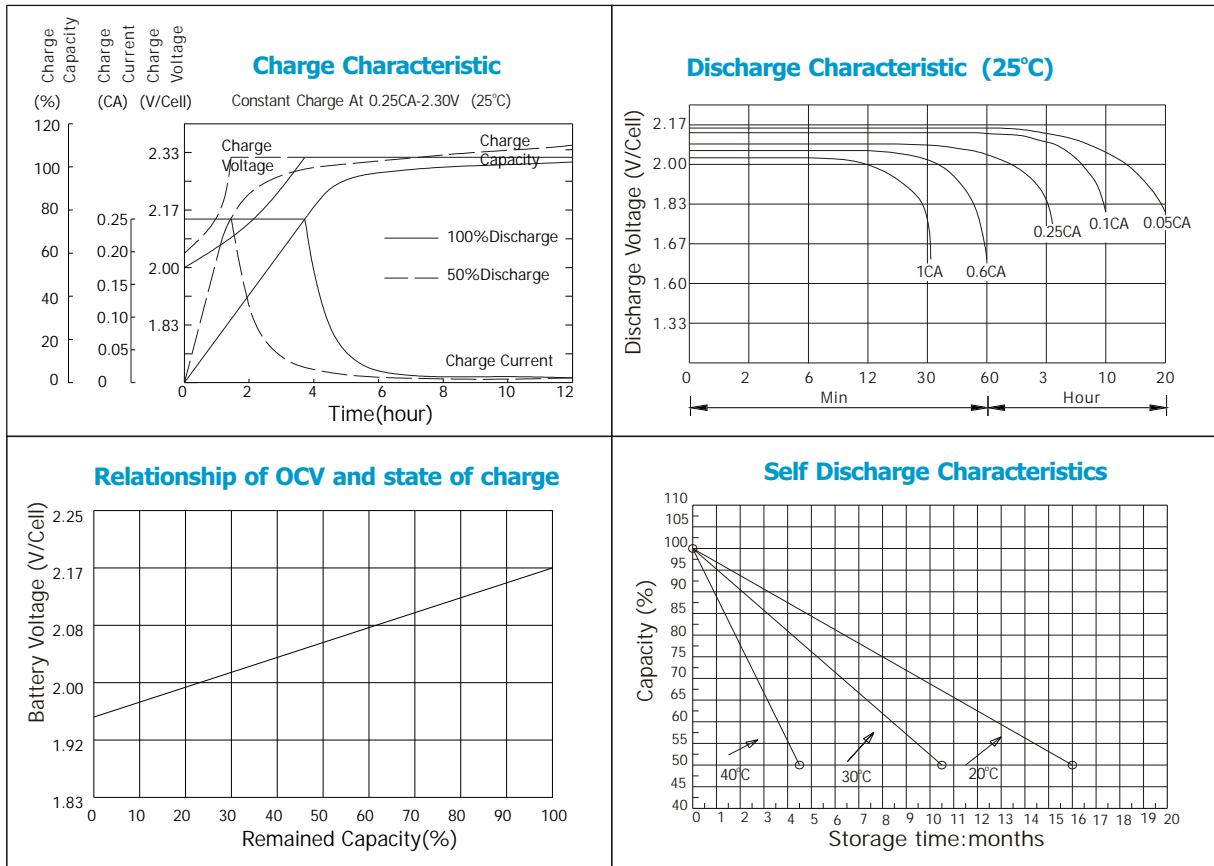 Charge Characteristic
Charge Capacity
Charge Current
Charge Voltage
(%) (CA) (V/Cell)
Constant Charge At 0.25CA-2.30V (25°C)
120
100
80
60
40
20
0
0.25
0.20
0.15
0.10
0.05
0
2.33
2.17
2.00
1.83
Charge Voltage
Charge Capacity
100%Discharge
50%Discharge
Charge Current
0 2 4 6 8 10 12
Time(hour)
Discharge Characteristic (25°C)
Discharge Voltage (V/Cell)
2.17
2.00
1.83
1.67
1.60
1.33
1CA 0.6CA 0.25CA 0.1CA 0.05CA
0 2 6 12 30 60 3 10 20
Min Hour
Relationship of OCV and state of charge
Battery Voltage (V/Cell)
2.25
2.17
2.08
2.00
1.92
1.83
0 10 20 30 40 50 60 70 80 90 100
Remained Capacity(%)
Self Discharge Characteristics
Capacity (%)
110
105
100
95
90
85
80
75
70
65
60
55
50
45
40
40°C 30°C 20°C
0 1 2 3 4 5 6 7 8 9 10 11 12 13 14 15 16 17 18 19 20
Storage time:months